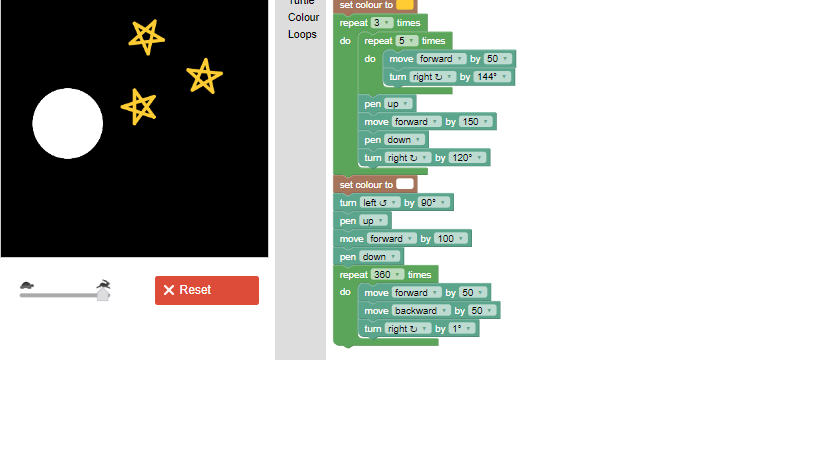 Turtle
Colour
Loops
set colour to
repeat 3 times
do repeat 5 times
do move forward by 50
turn right ↻ by 144°
pen up
move forward by 150
pen down
turn right ↻ by 120°
set colour to
turn left ↺ by 90°
pen up
move forward by 100
pen down
repeat 360 times
do move forward by 50
move backward by 50
turn right ↻ by 1°
Reset